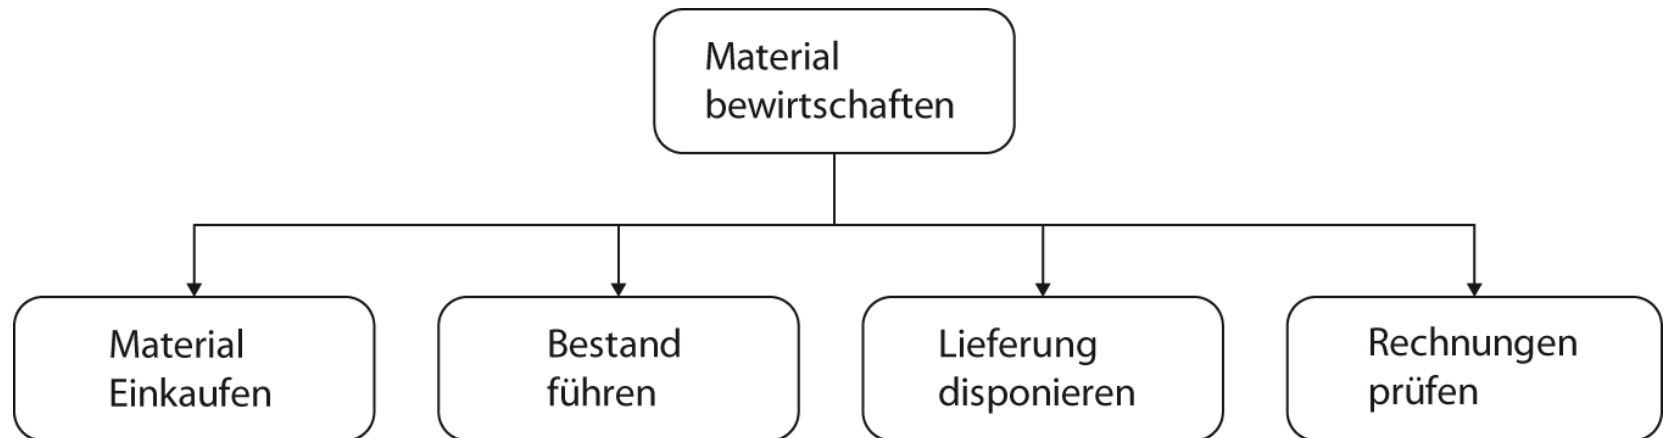 Material
bewirtschaften
Material
Einkaufen
Bestand
führen
Lieferung
disponieren
Rechnungen
prüfen